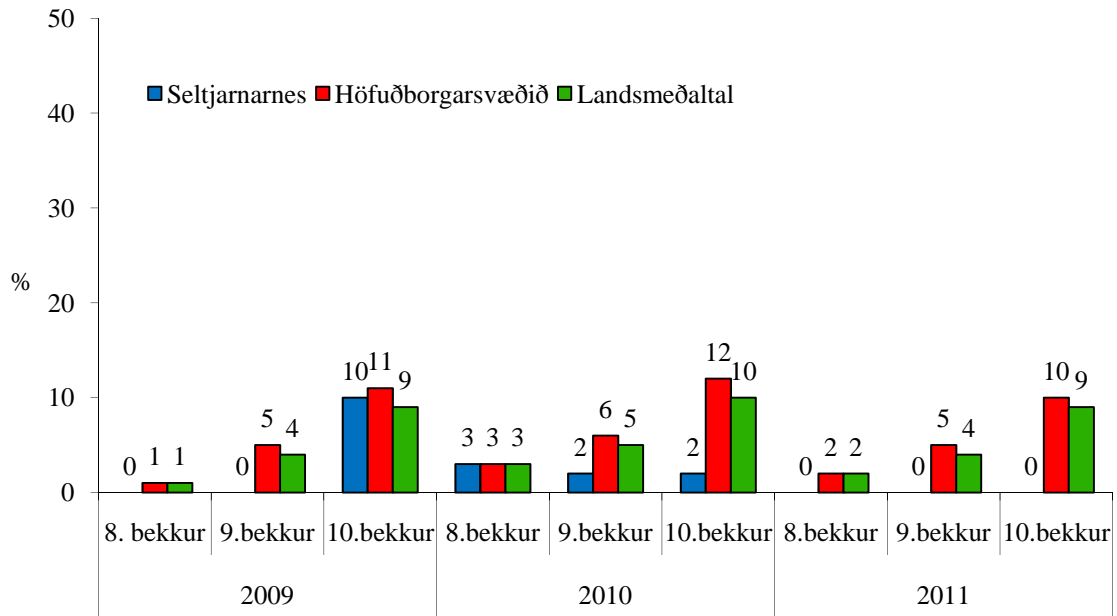 50
Seltjarnarnes Höfuðborgarsvæðið Landsmeðaltal
40
30
%
20
10
0
0 1 1 0 5 4 10 11 9 3 3 3 2 6 5 2 12 10 0 2 2 0 5 4 0 10 9
8. bekkur 9.bekkur 10.bekkur 8.bekkur 9.bekkur 10.bekkur 8.bekkur 9.bekkur 10.bekkur
2009 2010 2011